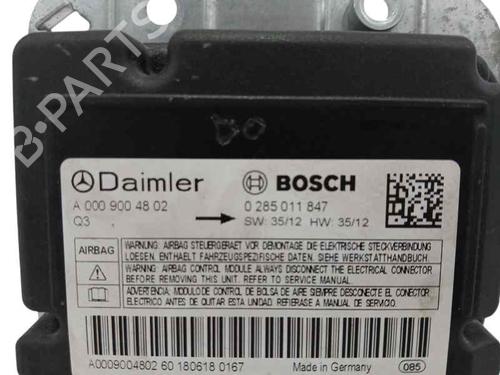 B-PARTS
Daimler BOSCH
A 000 900 48 02 0 285 011 847
Q3 SW: 35/12 HW: 35/12
AIRBAG
WARNUNG: AIRBAG STEUERGERAET VOR DEMONTAGE DIE ELEKTRISCHE STECKVERBINDUNG
LOESEN. ENTHAELT FAHRZEUGSPEZIFISCHE DATEN. SIEHE WERKSTATTHANDBUCH.
WARNING: AIRBAG CONTROL MODULE ALWAYS DISCONNECT THE ELECTRICAL CONNECTOR
BEFORE REMOVING THIS UNIT. REFER TO WORKSHOP MANUAL.
ADVERTENCIA: MODULO DE CONTROL DE BOLSA DE AIRE SIEMPRE DESCONECTE EL CONECTOR
ELECTRICO ANTES DE QUITAR ESTA UNIDAD. REFIERASE A MANUAL DE SERVICIO.
A0009004802 60 180618 0167 Made in Germany 085